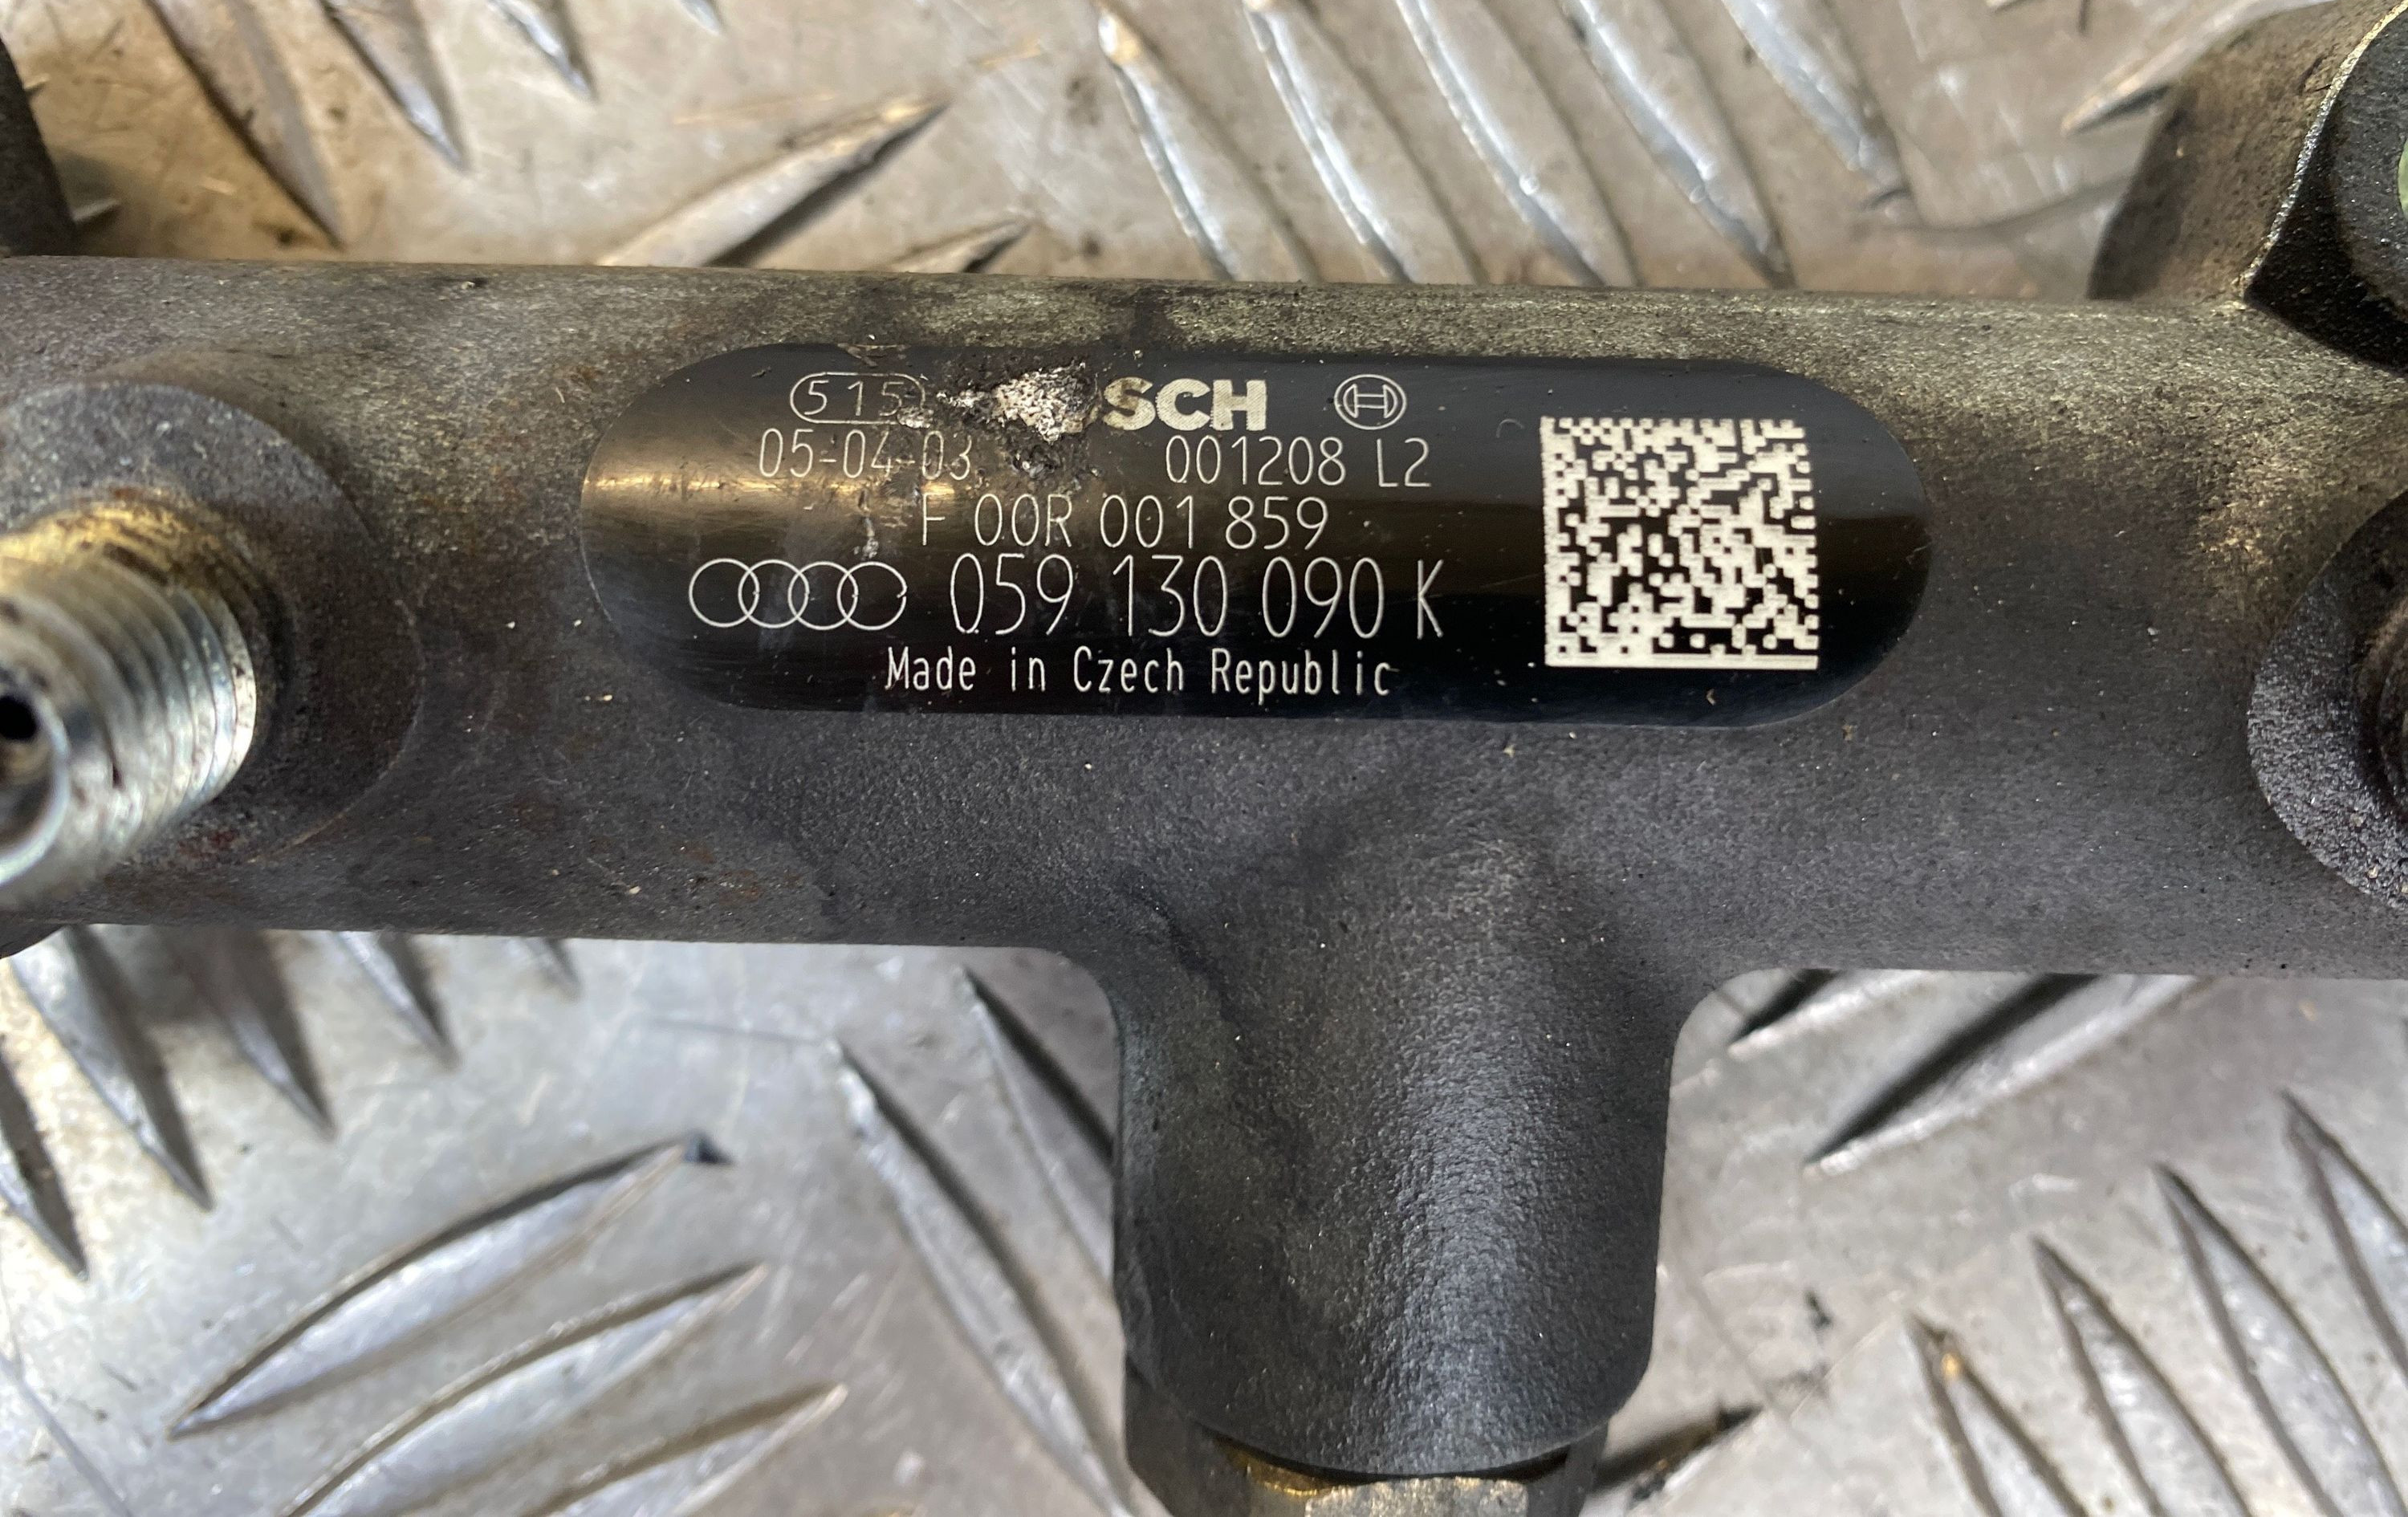 515 SCH
05-04-03 001208 L2
F 00R 001 859
059 130 090 K
Made in Czech Republic